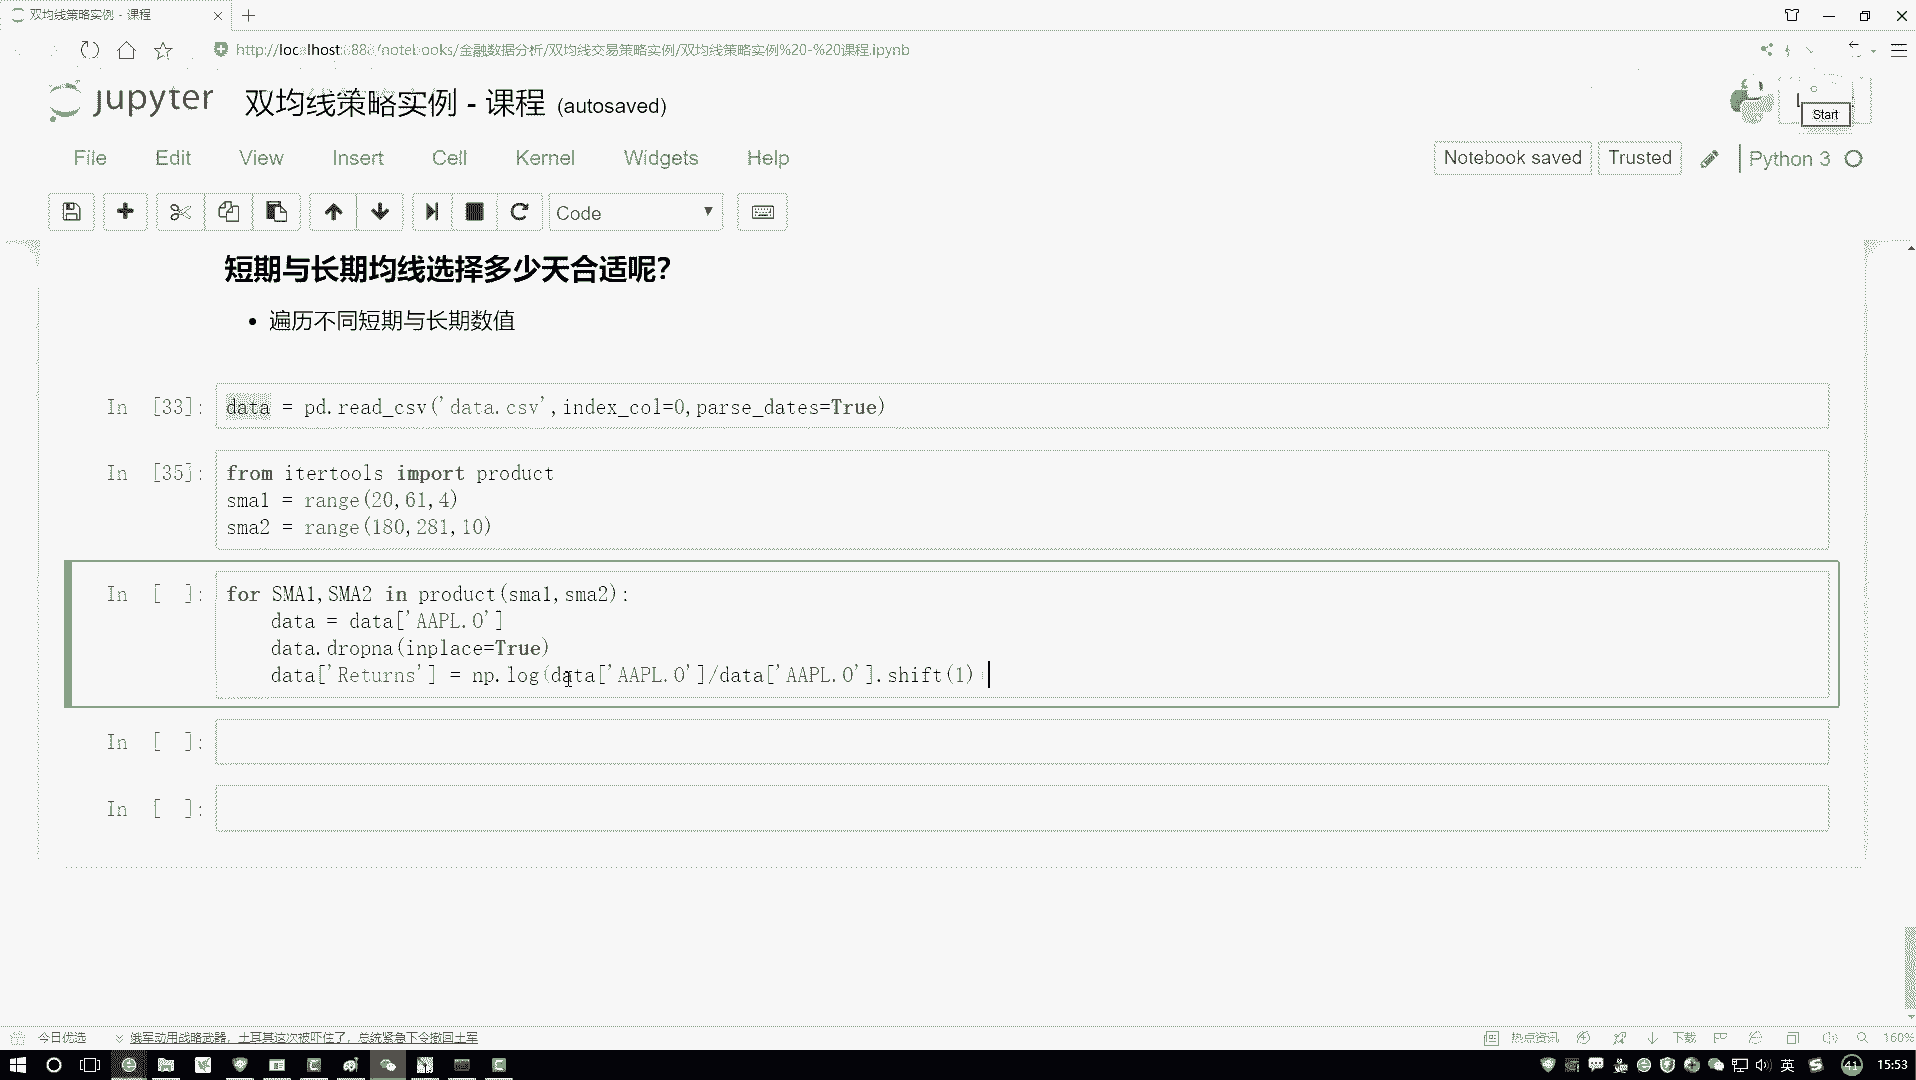 双均线策略实例 - 课程
http://localhost:888/notebooks/金融数据分析/双均线交易策略实例/双均线策略实例%20-%20课程.ipynb
jupyter 双均线策略实例 - 课程 (autosaved)
Start
File Edit View Insert Cell Kernel Widgets Help
Notebook saved Trusted Python 3
Code
短期与长期均线选择多少天合适呢?
• 遍历不同短期与长期数值
In [33]: data = pd.read_csv('data.csv',index_col=0,parse_dates=True)
In [35]: from itertools import product
sma1 = range(20,61,4)
sma2 = range(180,281,10)
In [ ]: for SMA1,SMA2 in product(sma1,sma2):
data = data['AAPL.O']
data.dropna(inplace=True)
data['Returns'] = np.log(data['AAPL.O']/data['AAPL.O'].shift(1)
In [ ]:
In [ ]:
今日优选 俄军动用战略武器，土耳其这次被吓住了，总统紧急下令撤回土军
热点资讯 下载 160%
英 41 15:53